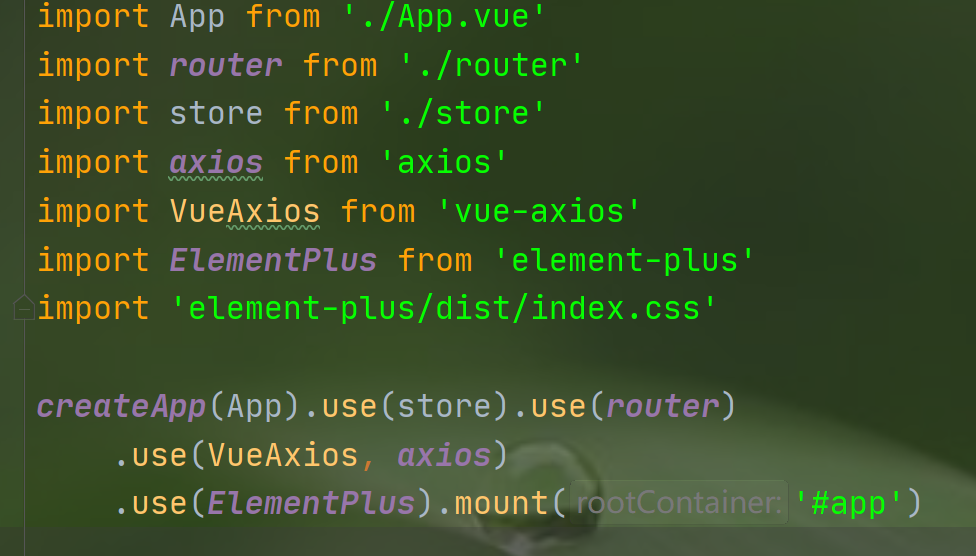 import App from './App.vue'
import router from './router'
import store from './store'
import axios from 'axios'
import VueAxios from 'vue-axios'
import ElementPlus from 'element-plus'
import 'element-plus/dist/index.css'
createApp(App).use(store).use(router)
.use(VueAxios, axios)
.use(ElementPlus).mount( rootContainer: '#app')